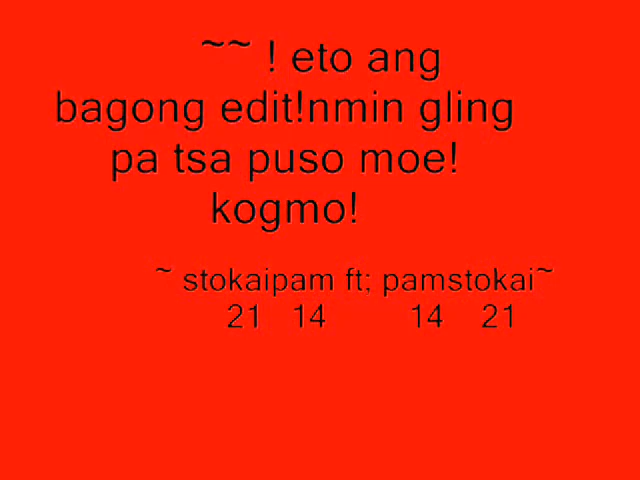 ~~ ! eto ang
bagong edit!nmin gling
pa tsa puso moe!
kogmo!
~ stokaipam ft; pamstokai~
21 14 14 21